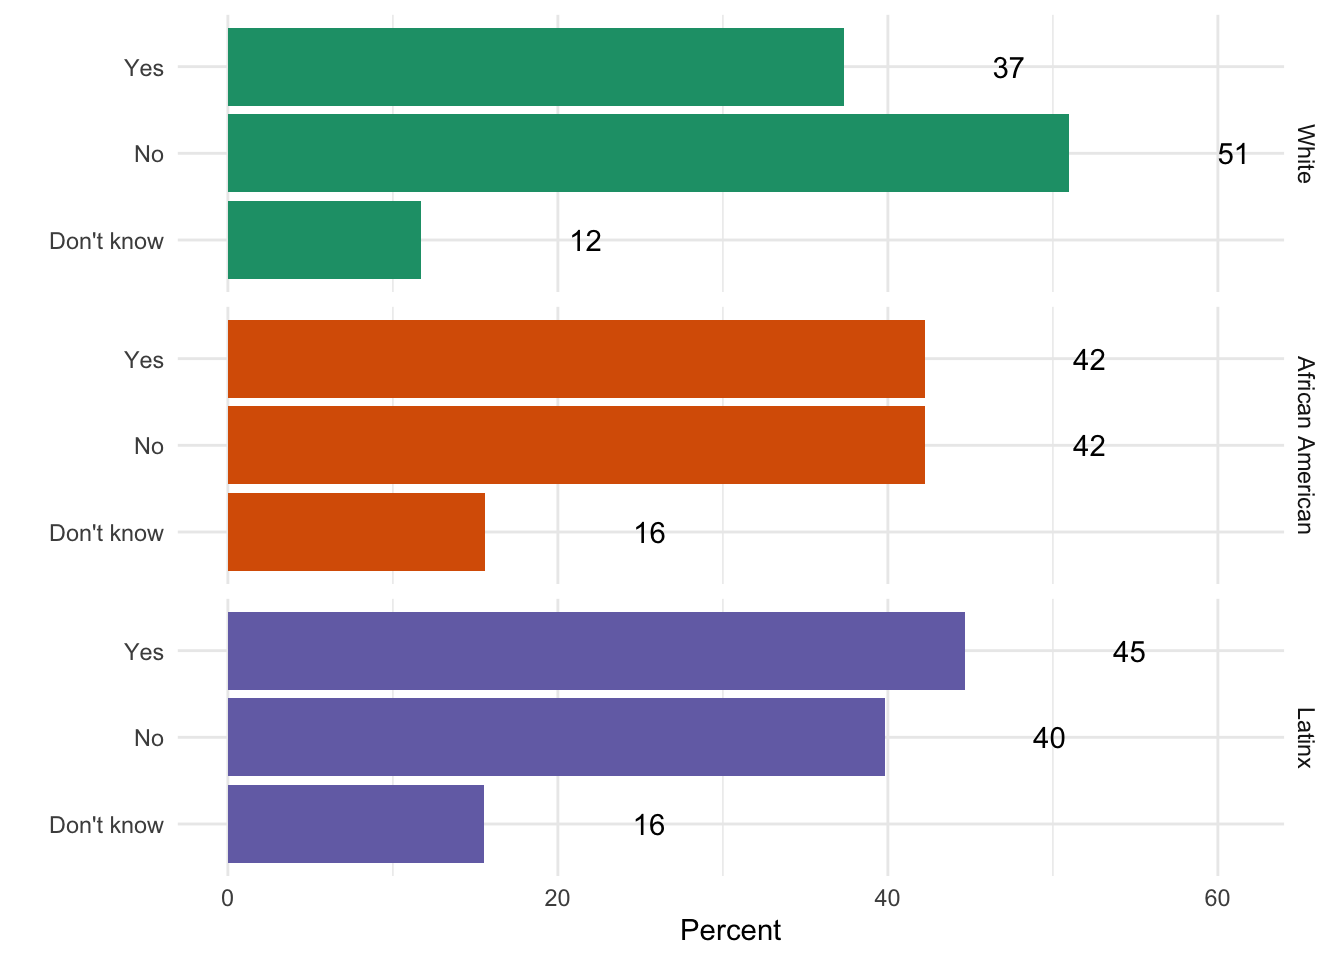 Yes
37
No
51
Don't know
12
White
Yes
42
No
42
Don't know
16
African American
Yes
45
No
40
Don't know
16
Latinx
0
20
40
60
Percent